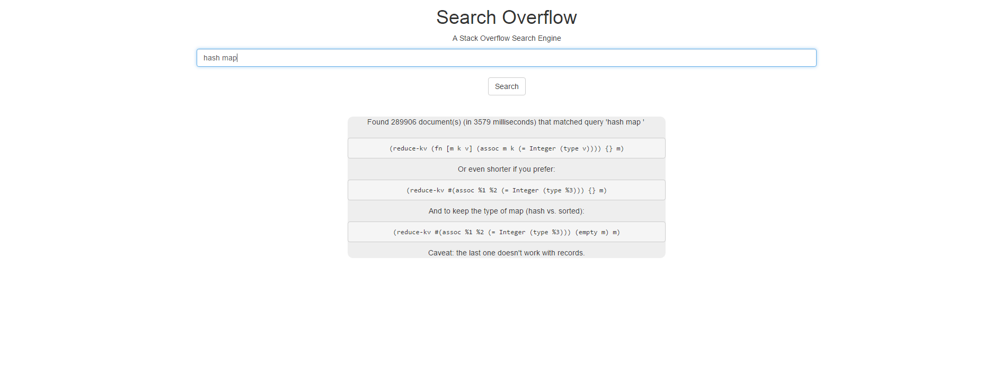 Search Overflow
A Stack Overflow Search Engine
hash map
Search
Found 289906 document(s) (in 3579 milliseconds) that matched query 'hash map '
(reduce-kv (fn [m k v] (assoc m k (= Integer (type v)))) {} m)
Or even shorter if you prefer:
(reduce-kv #(assoc %1 %2 (= Integer (type %3))) {} m)
And to keep the type of map (hash vs. sorted):
(reduce-kv #(assoc %1 %2 (= Integer (type %3))) (empty m) m)
Caveat: the last one doesn't work with records.